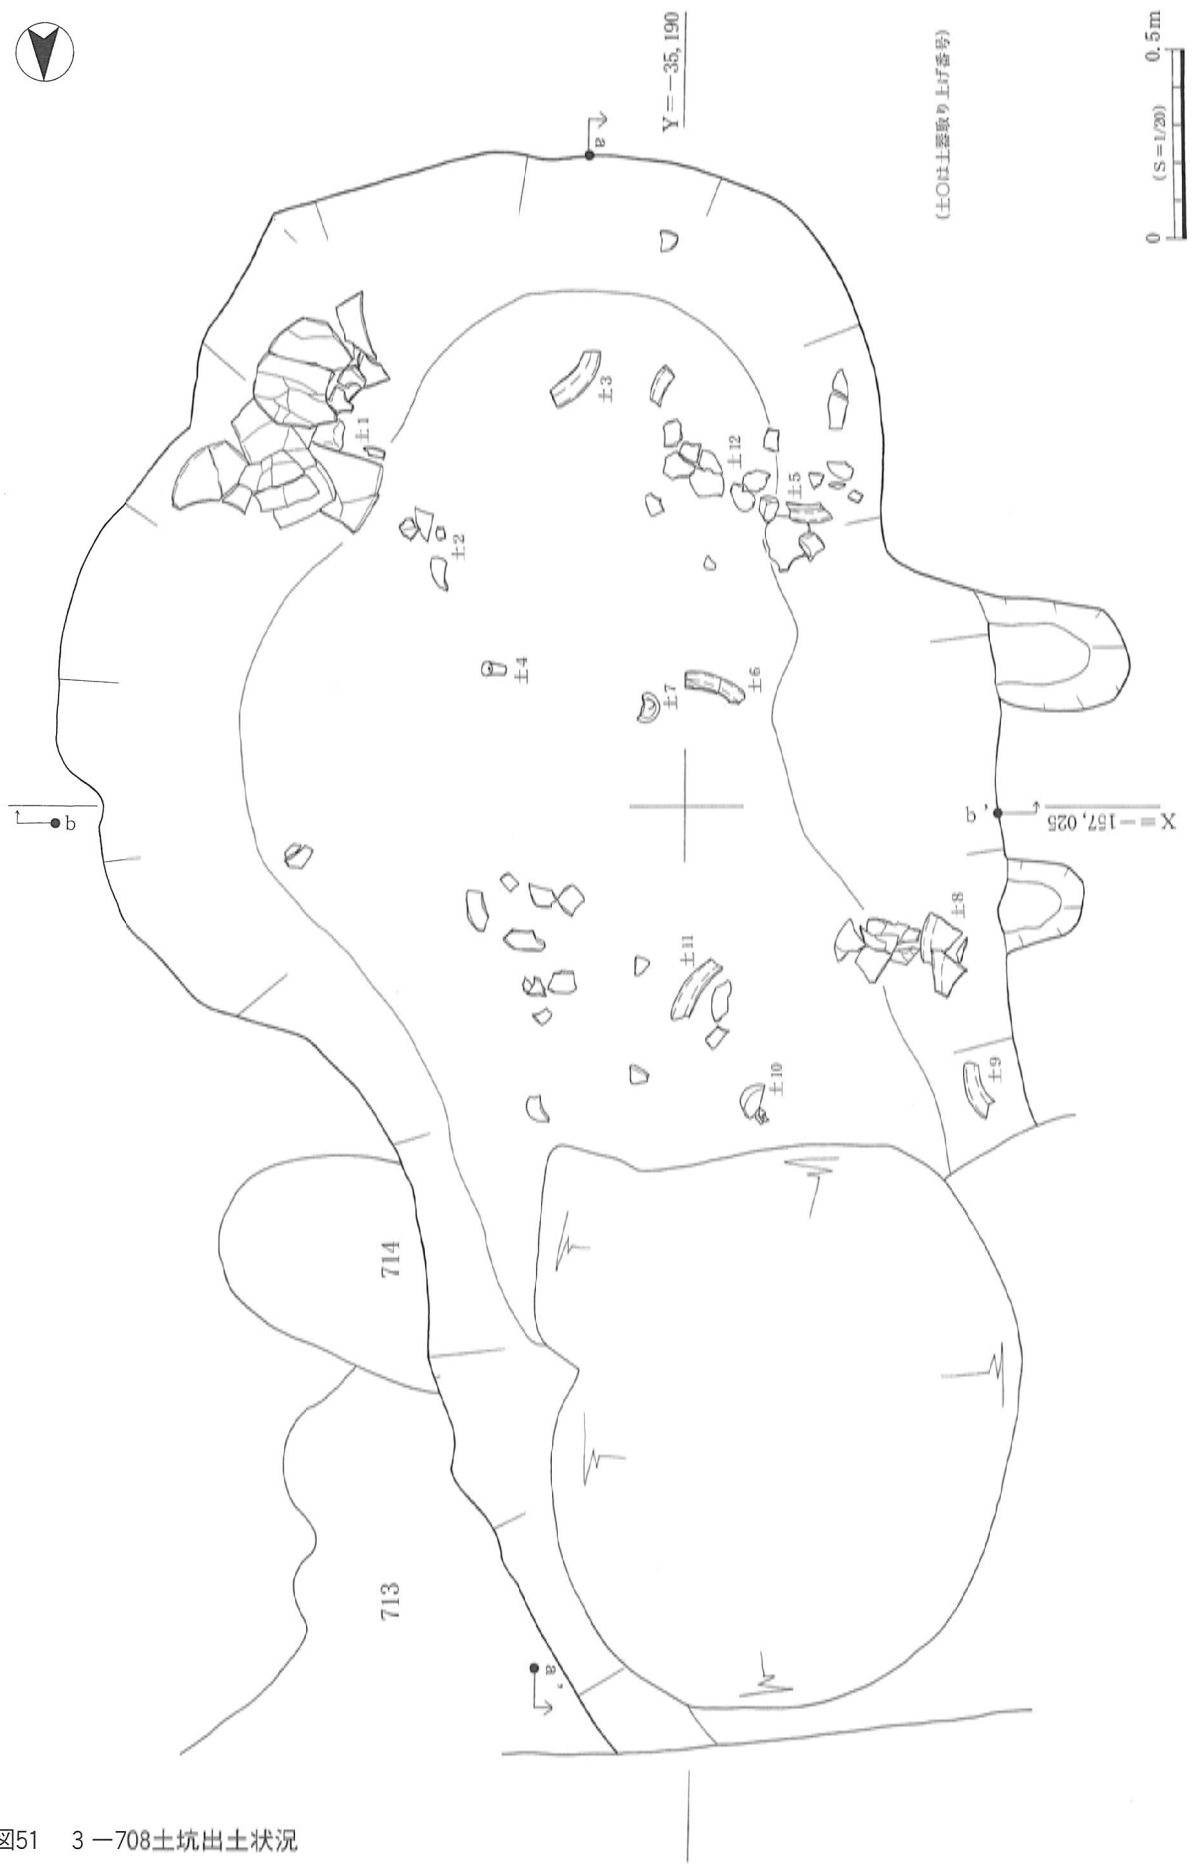 Y=-35,190
(土○は土器取り上げ番号)
0 (S=1/20) 0.5m
a
土1
土2
土3
土12
土5
土4
土7
土6
b
b'
X=-157,025
土8
土11
土9
土10
714
713
a'
図51 3-708土坑出土状況